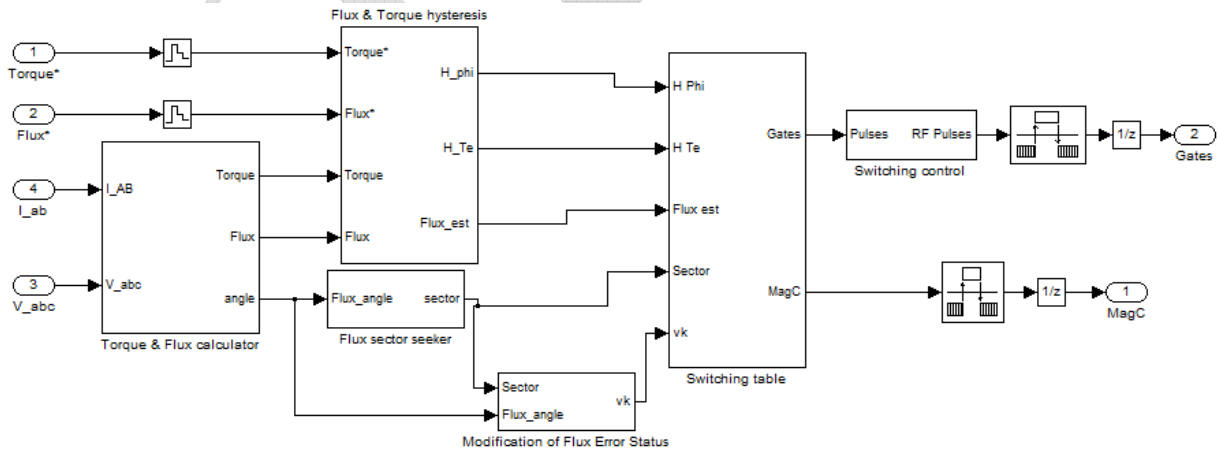 Flux & Torque hysteresis
1
Torque*
Torque*
H_phi
H Phi
2
Flux*
Flux*
H_Te
H Te
Gates
Pulses
RF Pulses
Switching control
1/z
2
Gates
Torque
Torque
4
I_ab
I_AB
Flux_est
Flux est
Flux
Flux
3
V_abc
V_abc
angle
Torque & Flux calculator
Flux_angle
sector
Flux sector seeker
Sector
MagC
1/z
1
MagC
vk
Switching table
Sector
Flux_angle
vk
Modification of Flux Error Status